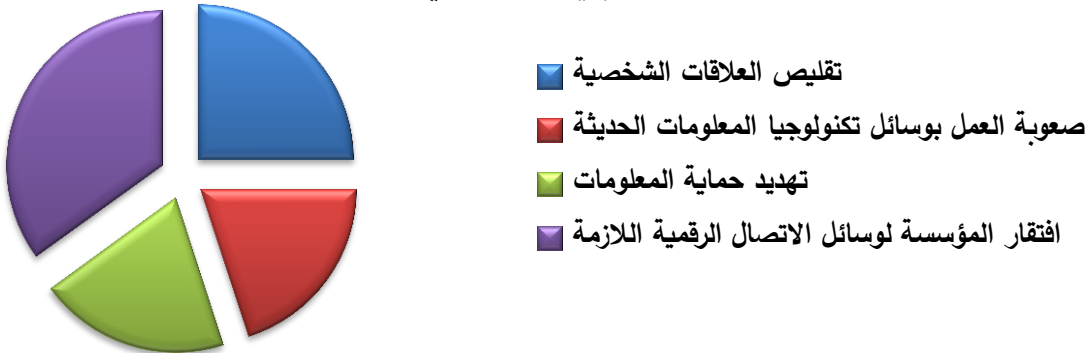 تقليص العلاقات الشخصية
صعوبة العمل بوسائل تكنولوجيا المعلومات الحديثة
تهديد حماية المعلومات
افتقار المؤسسة لوسائل الاتصال الرقمية اللازمة